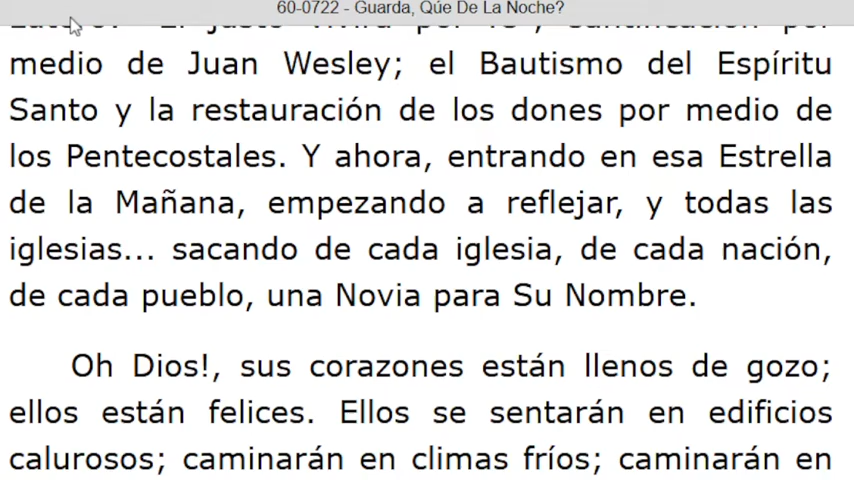 60-0722 - Guarda, Qúe De La Noche?
medio de Juan Wesley; el Bautismo del Espíritu
Santo y la restauración de los dones por medio de
los Pentecostales. Y ahora, entrando en esa Estrella
de la Mañana, empezando a reflejar, y todas las
iglesias... sacando de cada iglesia, de cada nación,
de cada pueblo, una Novia para Su Nombre.
Oh Dios!, sus corazones están llenos de gozo;
ellos están felices. Ellos se sentarán en edificios
calurosos; caminarán en climas fríos; caminarán en